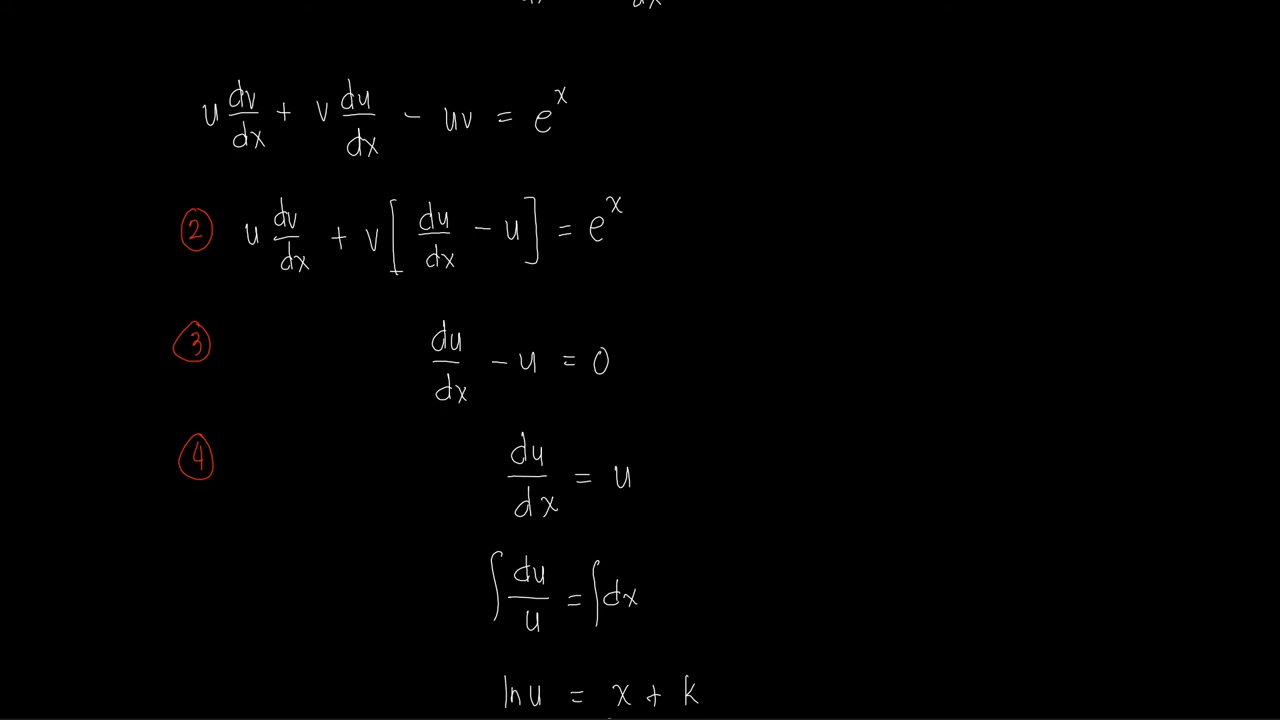 u dv/dx + v du/dx - uv = e^x
② u dv/dx + v[du/dx - u] = e^x
③ du/dx - u = 0
④ du/dx = u
∫ du/u = ∫ dx
ln u = x + k